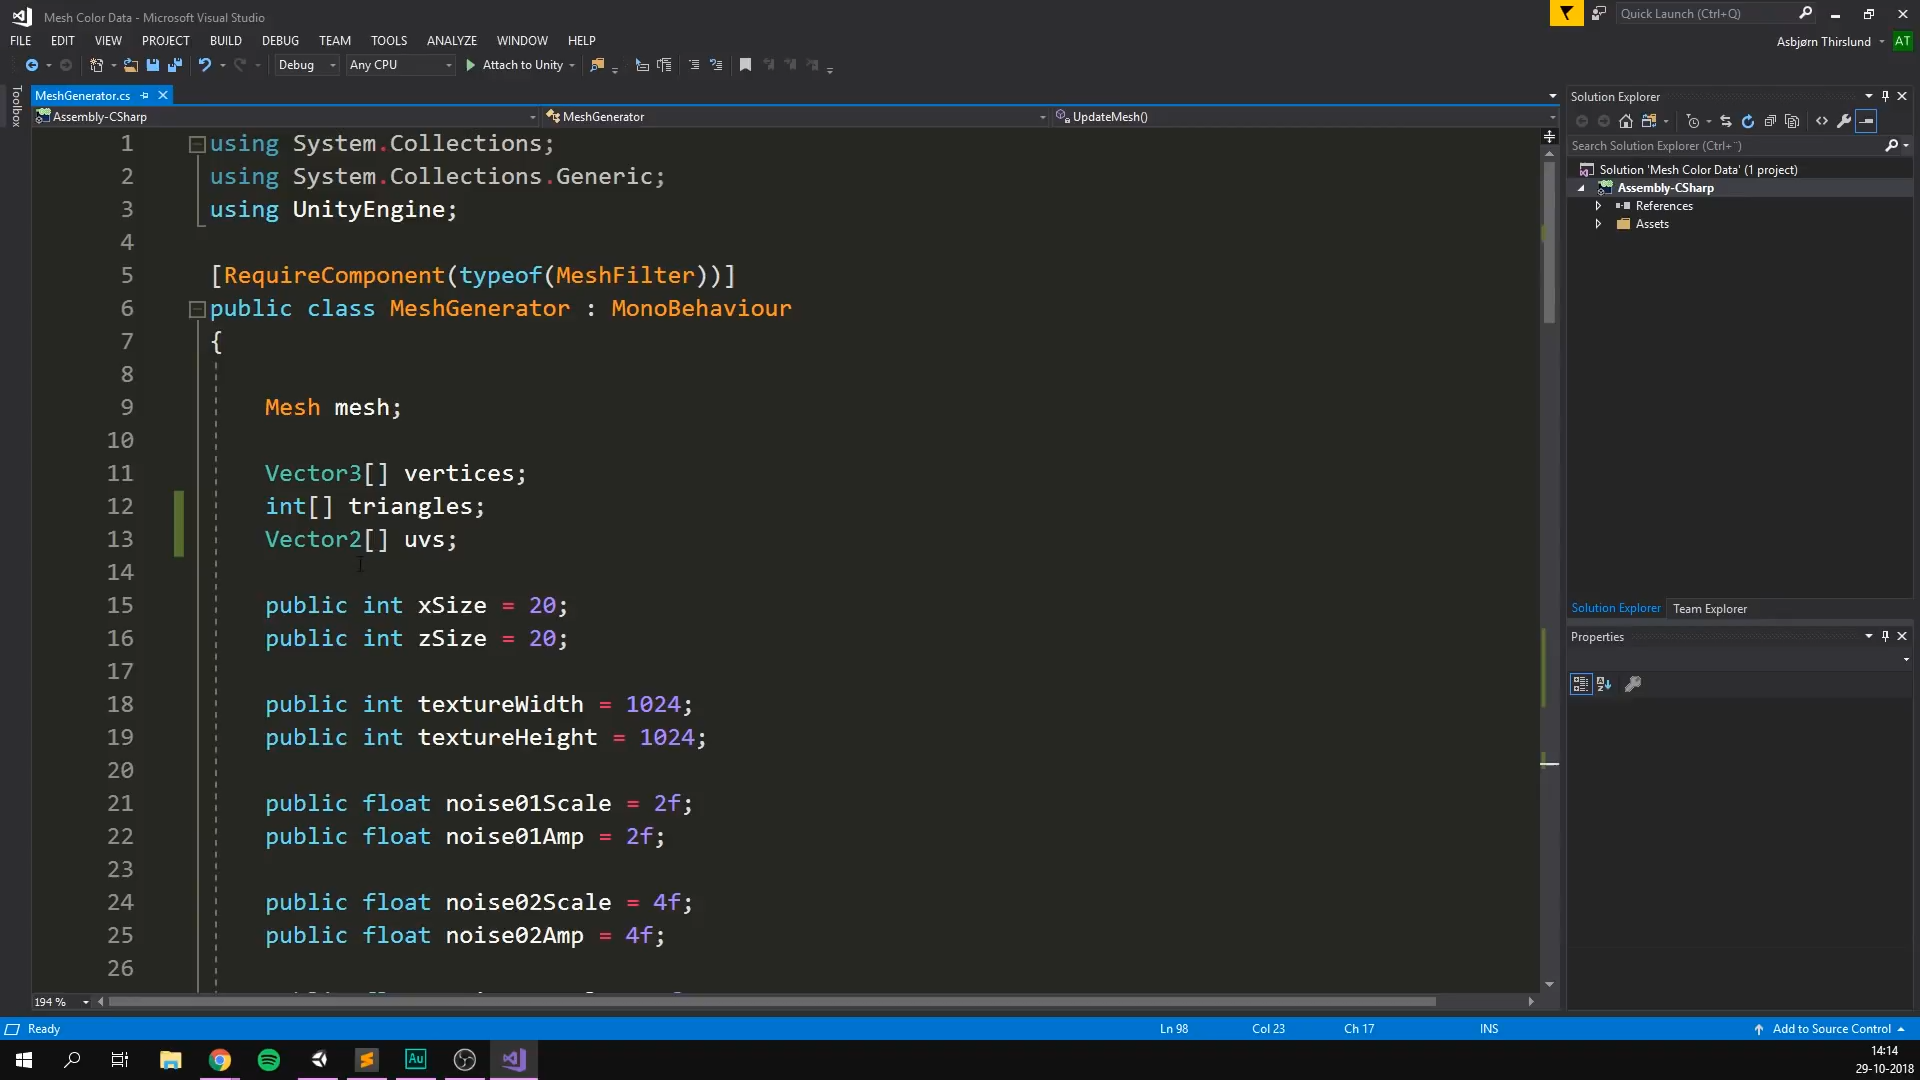 Mesh Color Data - Microsoft Visual Studio
Quick Launch (Ctrl+Q)
FILE EDIT VIEW PROJECT BUILD DEBUG TEAM TOOLS ANALYZE WINDOW HELP
Asbjørn Thirslund AT
Debug Any CPU Attach to Unity
Toolbox
MeshGenerator.cs
Assembly-CSharp MeshGenerator UpdateMesh()
1 using System.Collections;
2 using System.Collections.Generic;
3 using UnityEngine;
4
5 [RequireComponent(typeof(MeshFilter))]
6 public class MeshGenerator : MonoBehaviour
7 {
8
9 Mesh mesh;
10
11 Vector3[] vertices;
12 int[] triangles;
13 Vector2[] uvs;
14
15 public int xSize = 20;
16 public int zSize = 20;
17
18 public int textureWidth = 1024;
19 public int textureHeight = 1024;
20
21 public float noise01Scale = 2f;
22 public float noise01Amp = 2f;
23
24 public float noise02Scale = 4f;
25 public float noise02Amp = 4f;
26
194 %
Solution Explorer
Search Solution Explorer (Ctrl+¨)
Solution 'Mesh Color Data' (1 project)
Assembly-CSharp
References
Assets
Solution Explorer Team Explorer
Properties
Ready Ln 98 Col 23 Ch 17 INS Add to Source Control
Au
14:14
29-10-2018